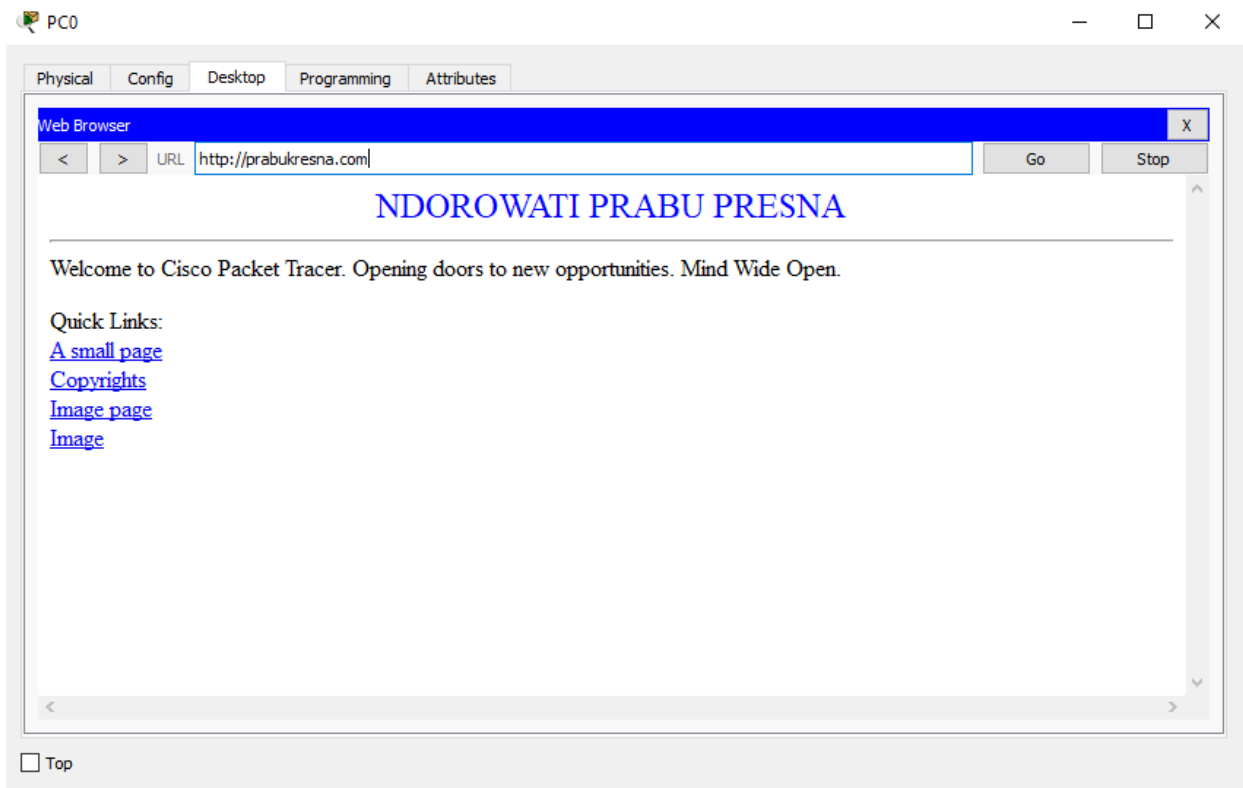 PC0
Physical Config Desktop Programming Attributes
Web Browser X
< > URL http://prabukresna.com Go Stop
NDOROWATI PRABU PRESNA
Welcome to Cisco Packet Tracer. Opening doors to new opportunities. Mind Wide Open.
Quick Links:
A small page
Copyrights
Image page
Image
Top